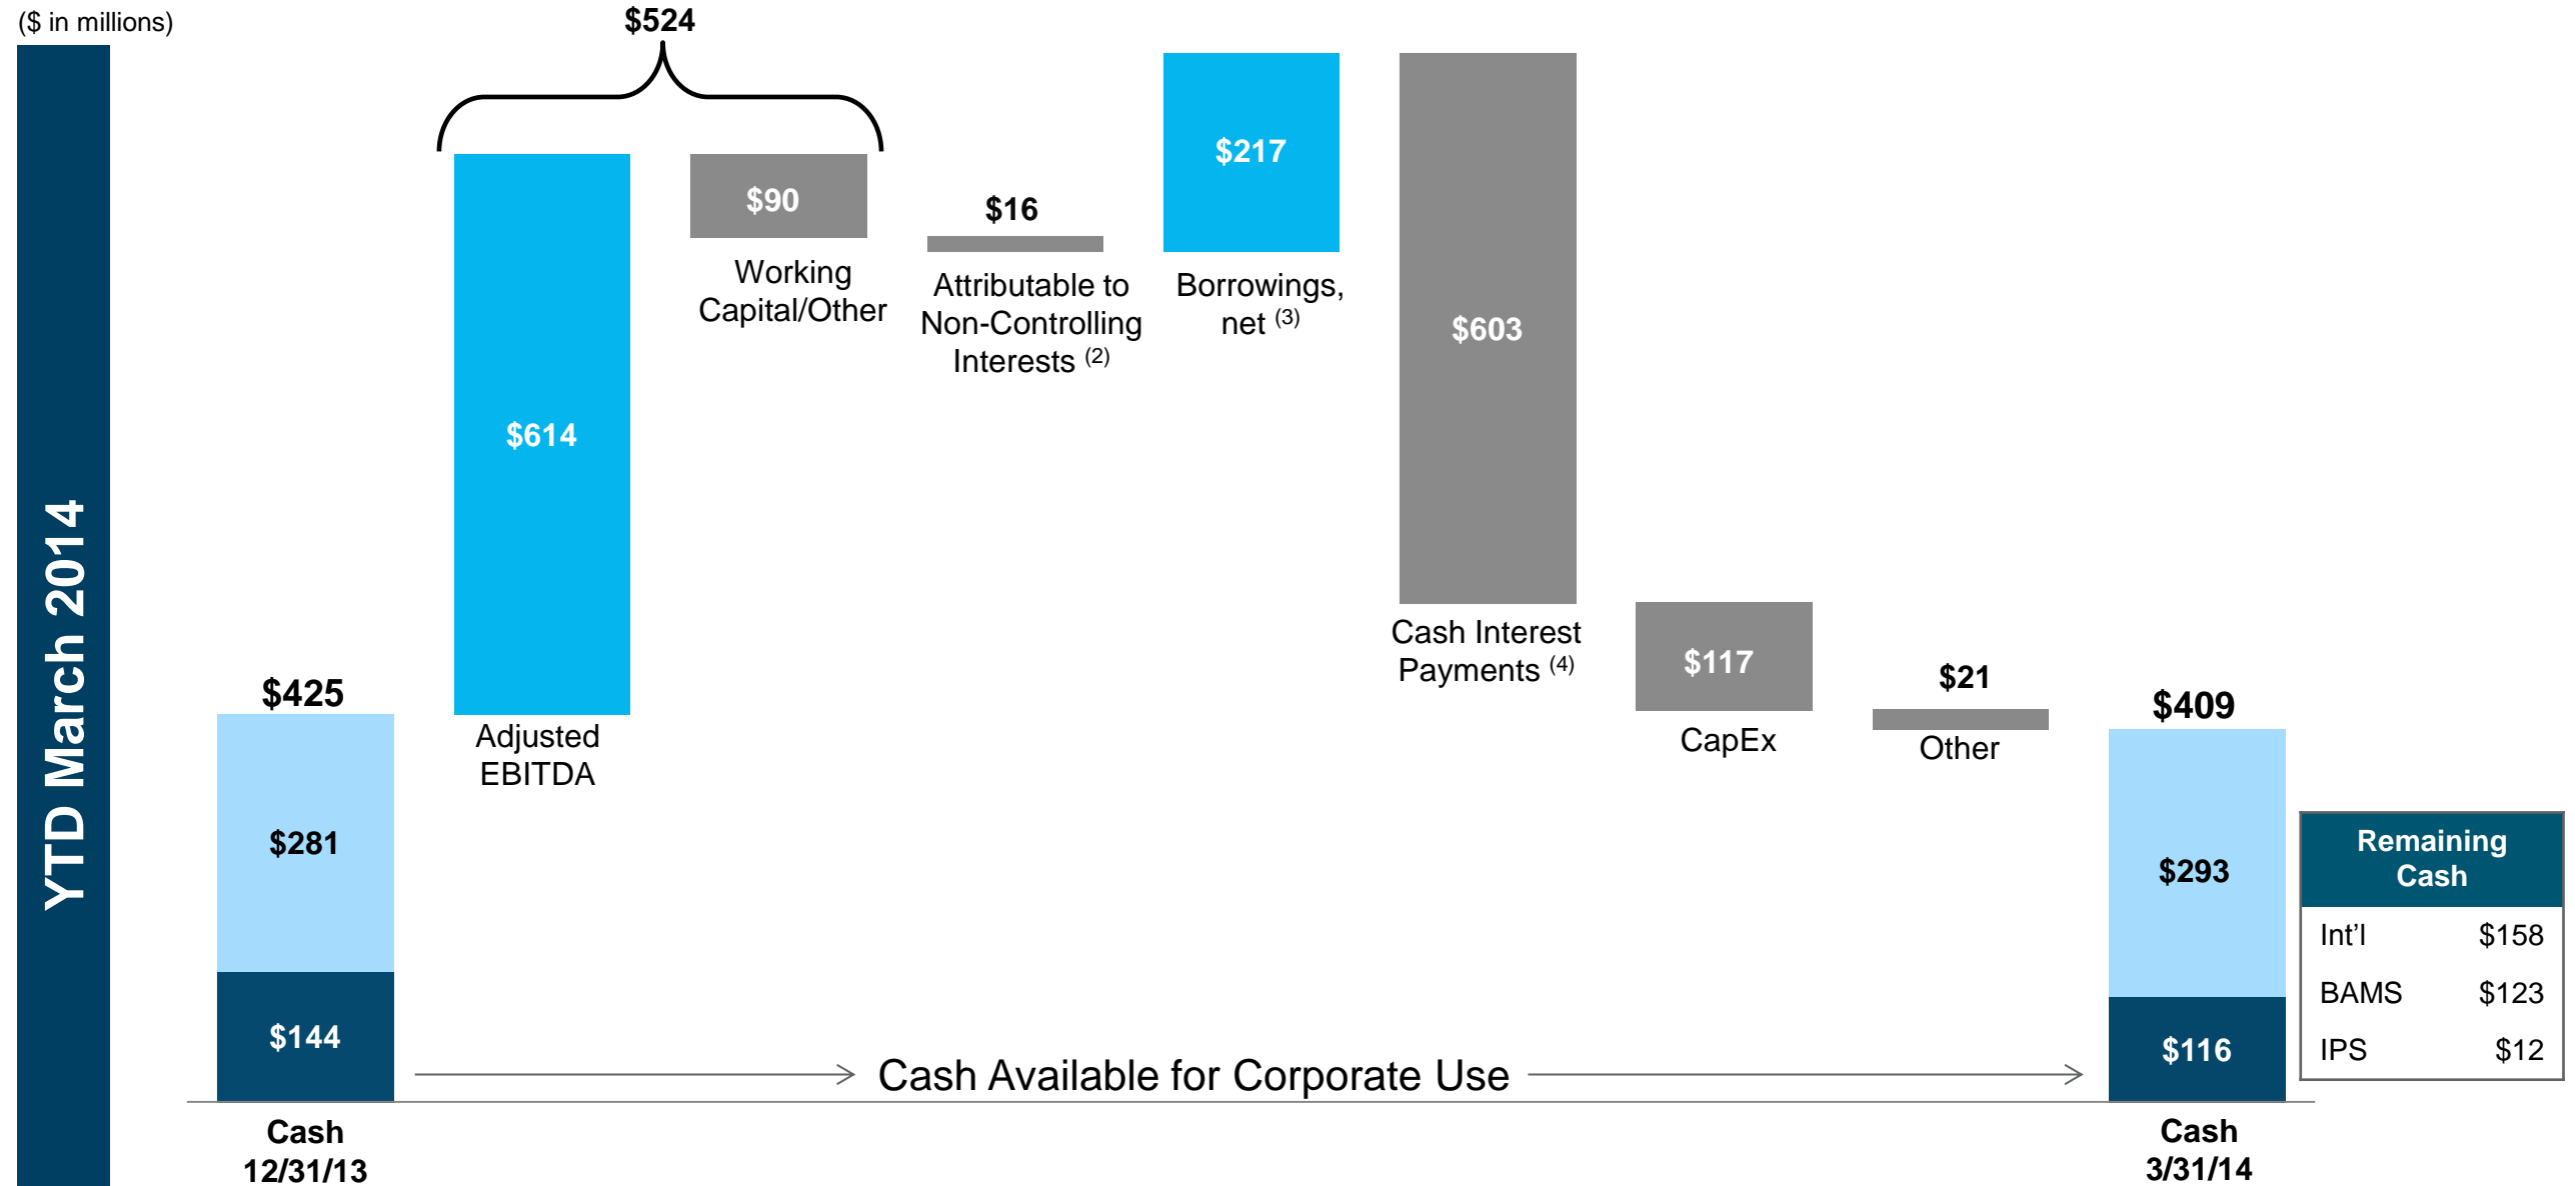 ($ in millions)
YTD March 2014
$524
$614
Adjusted
EBITDA
$90
Working
Capital/Other
$16
Attributable to
Non-Controlling
Interests (2)
$217
Borrowings,
net (3)
$603
Cash Interest
Payments (4)
$117
CapEx
$21
Other
$425
$281
$144
Cash
12/31/13
Cash Available for Corporate Use
$409
$293
$116
Cash
3/31/14
Remaining
Cash
Int’l $158
BAMS $123
IPS $12